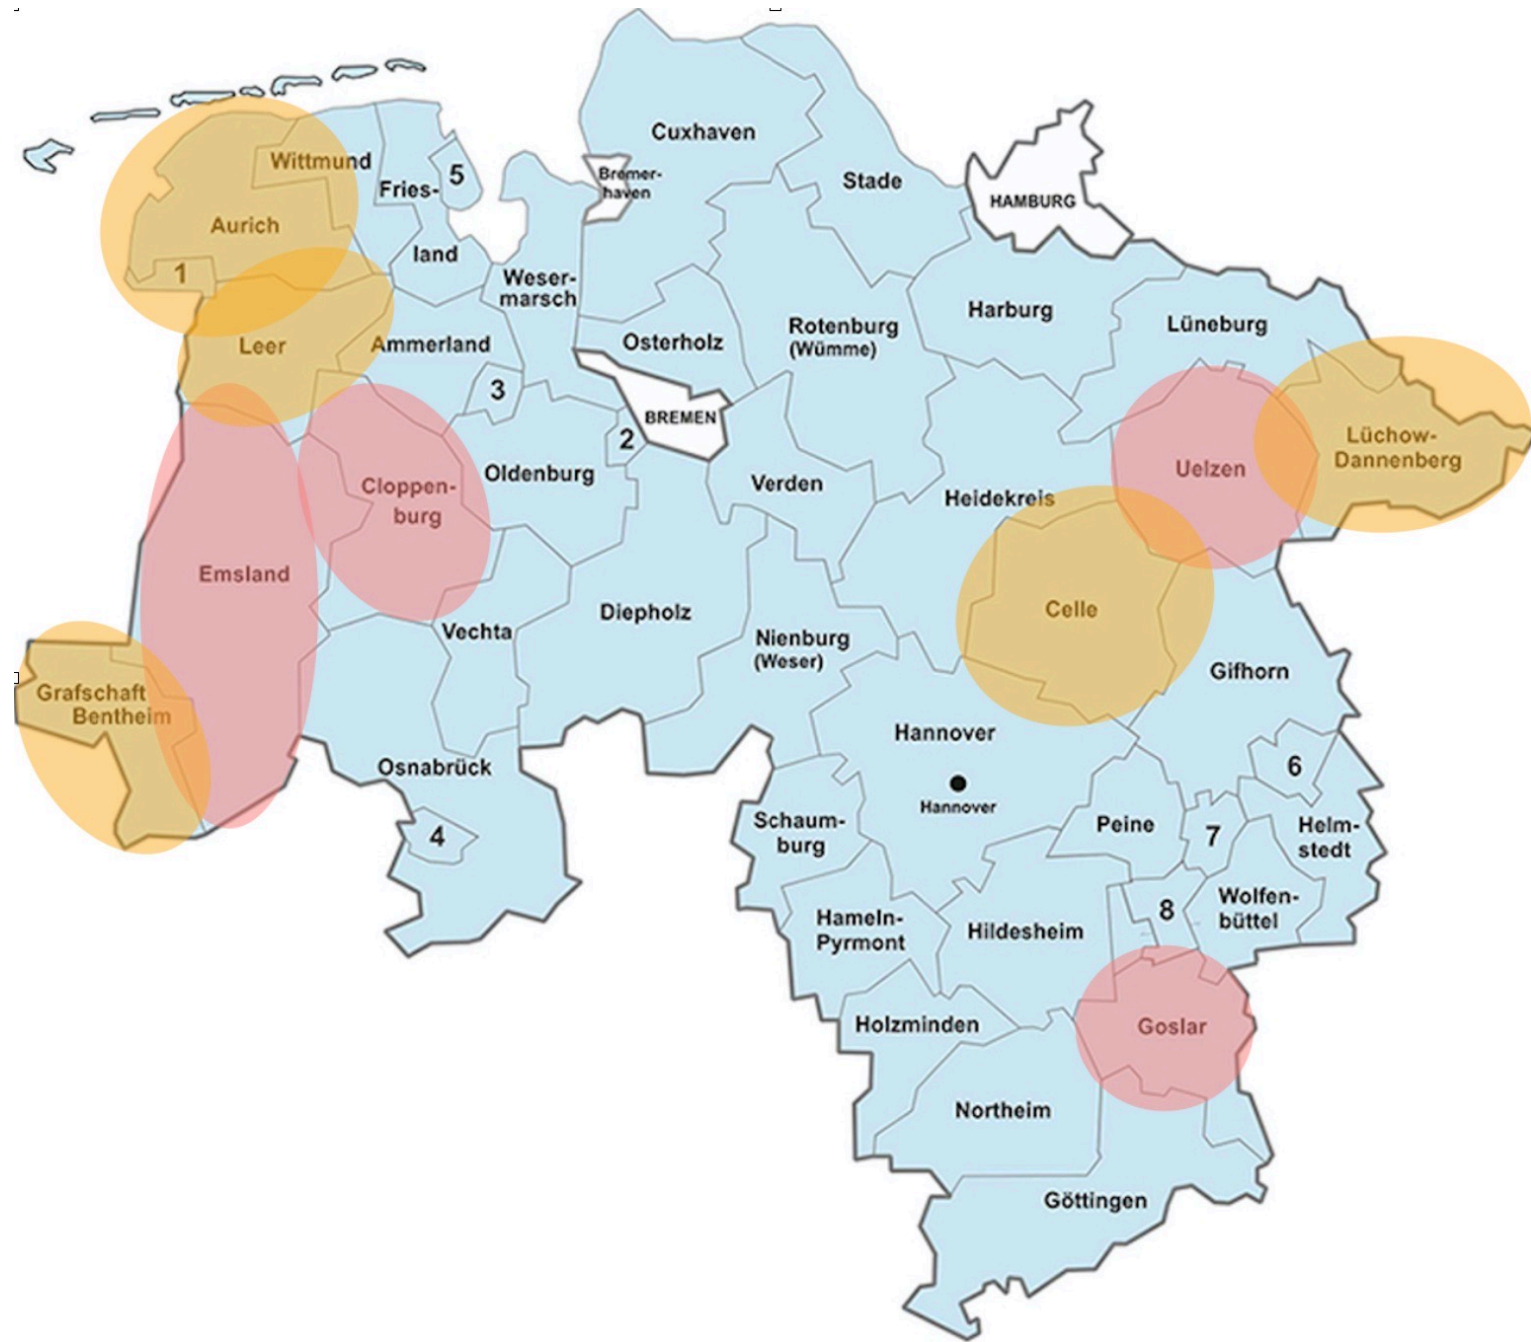 Cuxhaven
Wittmund
5
Bremer-
haven
Fries-
Stade
HAMBURG
Aurich
land
1
Weser-
marsch
Harburg
Lüneburg
Rotenburg
(Wümme)
Leer
Ammerland
Osterholz
3
BREMEN
2
Lüchow-
Dannenberg
Uelzen
Oldenburg
Cloppen-
burg
Verden
Heidekreis
Emsland
Celle
Diepholz
Vechta
Nienburg
(Weser)
Gifhorn
Grafschaft
Bentheim
Hannover
Osnabrück
6
Hannover
Schaum-
burg
Peine
7
Helm-
stedt
4
Wolfen-
büttel
8
Hameln-
Pyrmont
Hildesheim
Holzminden
Goslar
Northeim
Göttingen